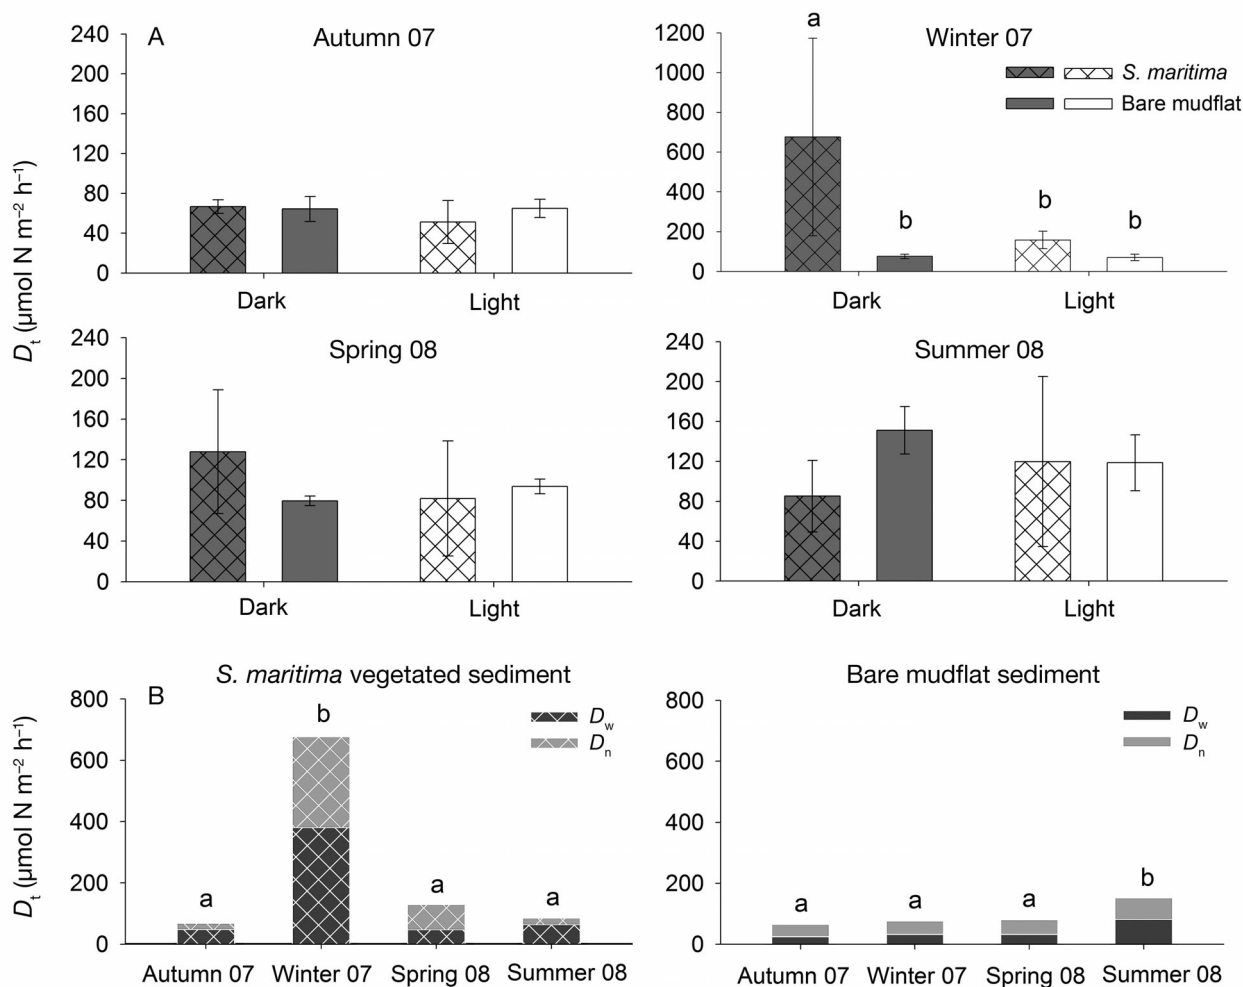 A
Autumn 07
240
200
160
120
80
40
0
Dark
Light
Winter 07
1200
1000
800
600
400
200
0
a
b
b
b
S. maritima
Bare mudflat
Dark
Light
Dt (μmol N m–2 h–1)
Spring 08
240
200
160
120
80
40
0
Dark
Light
Summer 08
240
200
160
120
80
40
0
Dark
Light
B
S. maritima vegetated sediment
800
600
400
200
0
Dw
Dn
a
b
a
a
Autumn 07
Winter 07
Spring 08
Summer 08
Dt (μmol N m–2 h–1)
Bare mudflat sediment
800
600
400
200
0
Dw
Dn
a
a
a
b
Autumn 07
Winter 07
Spring 08
Summer 08